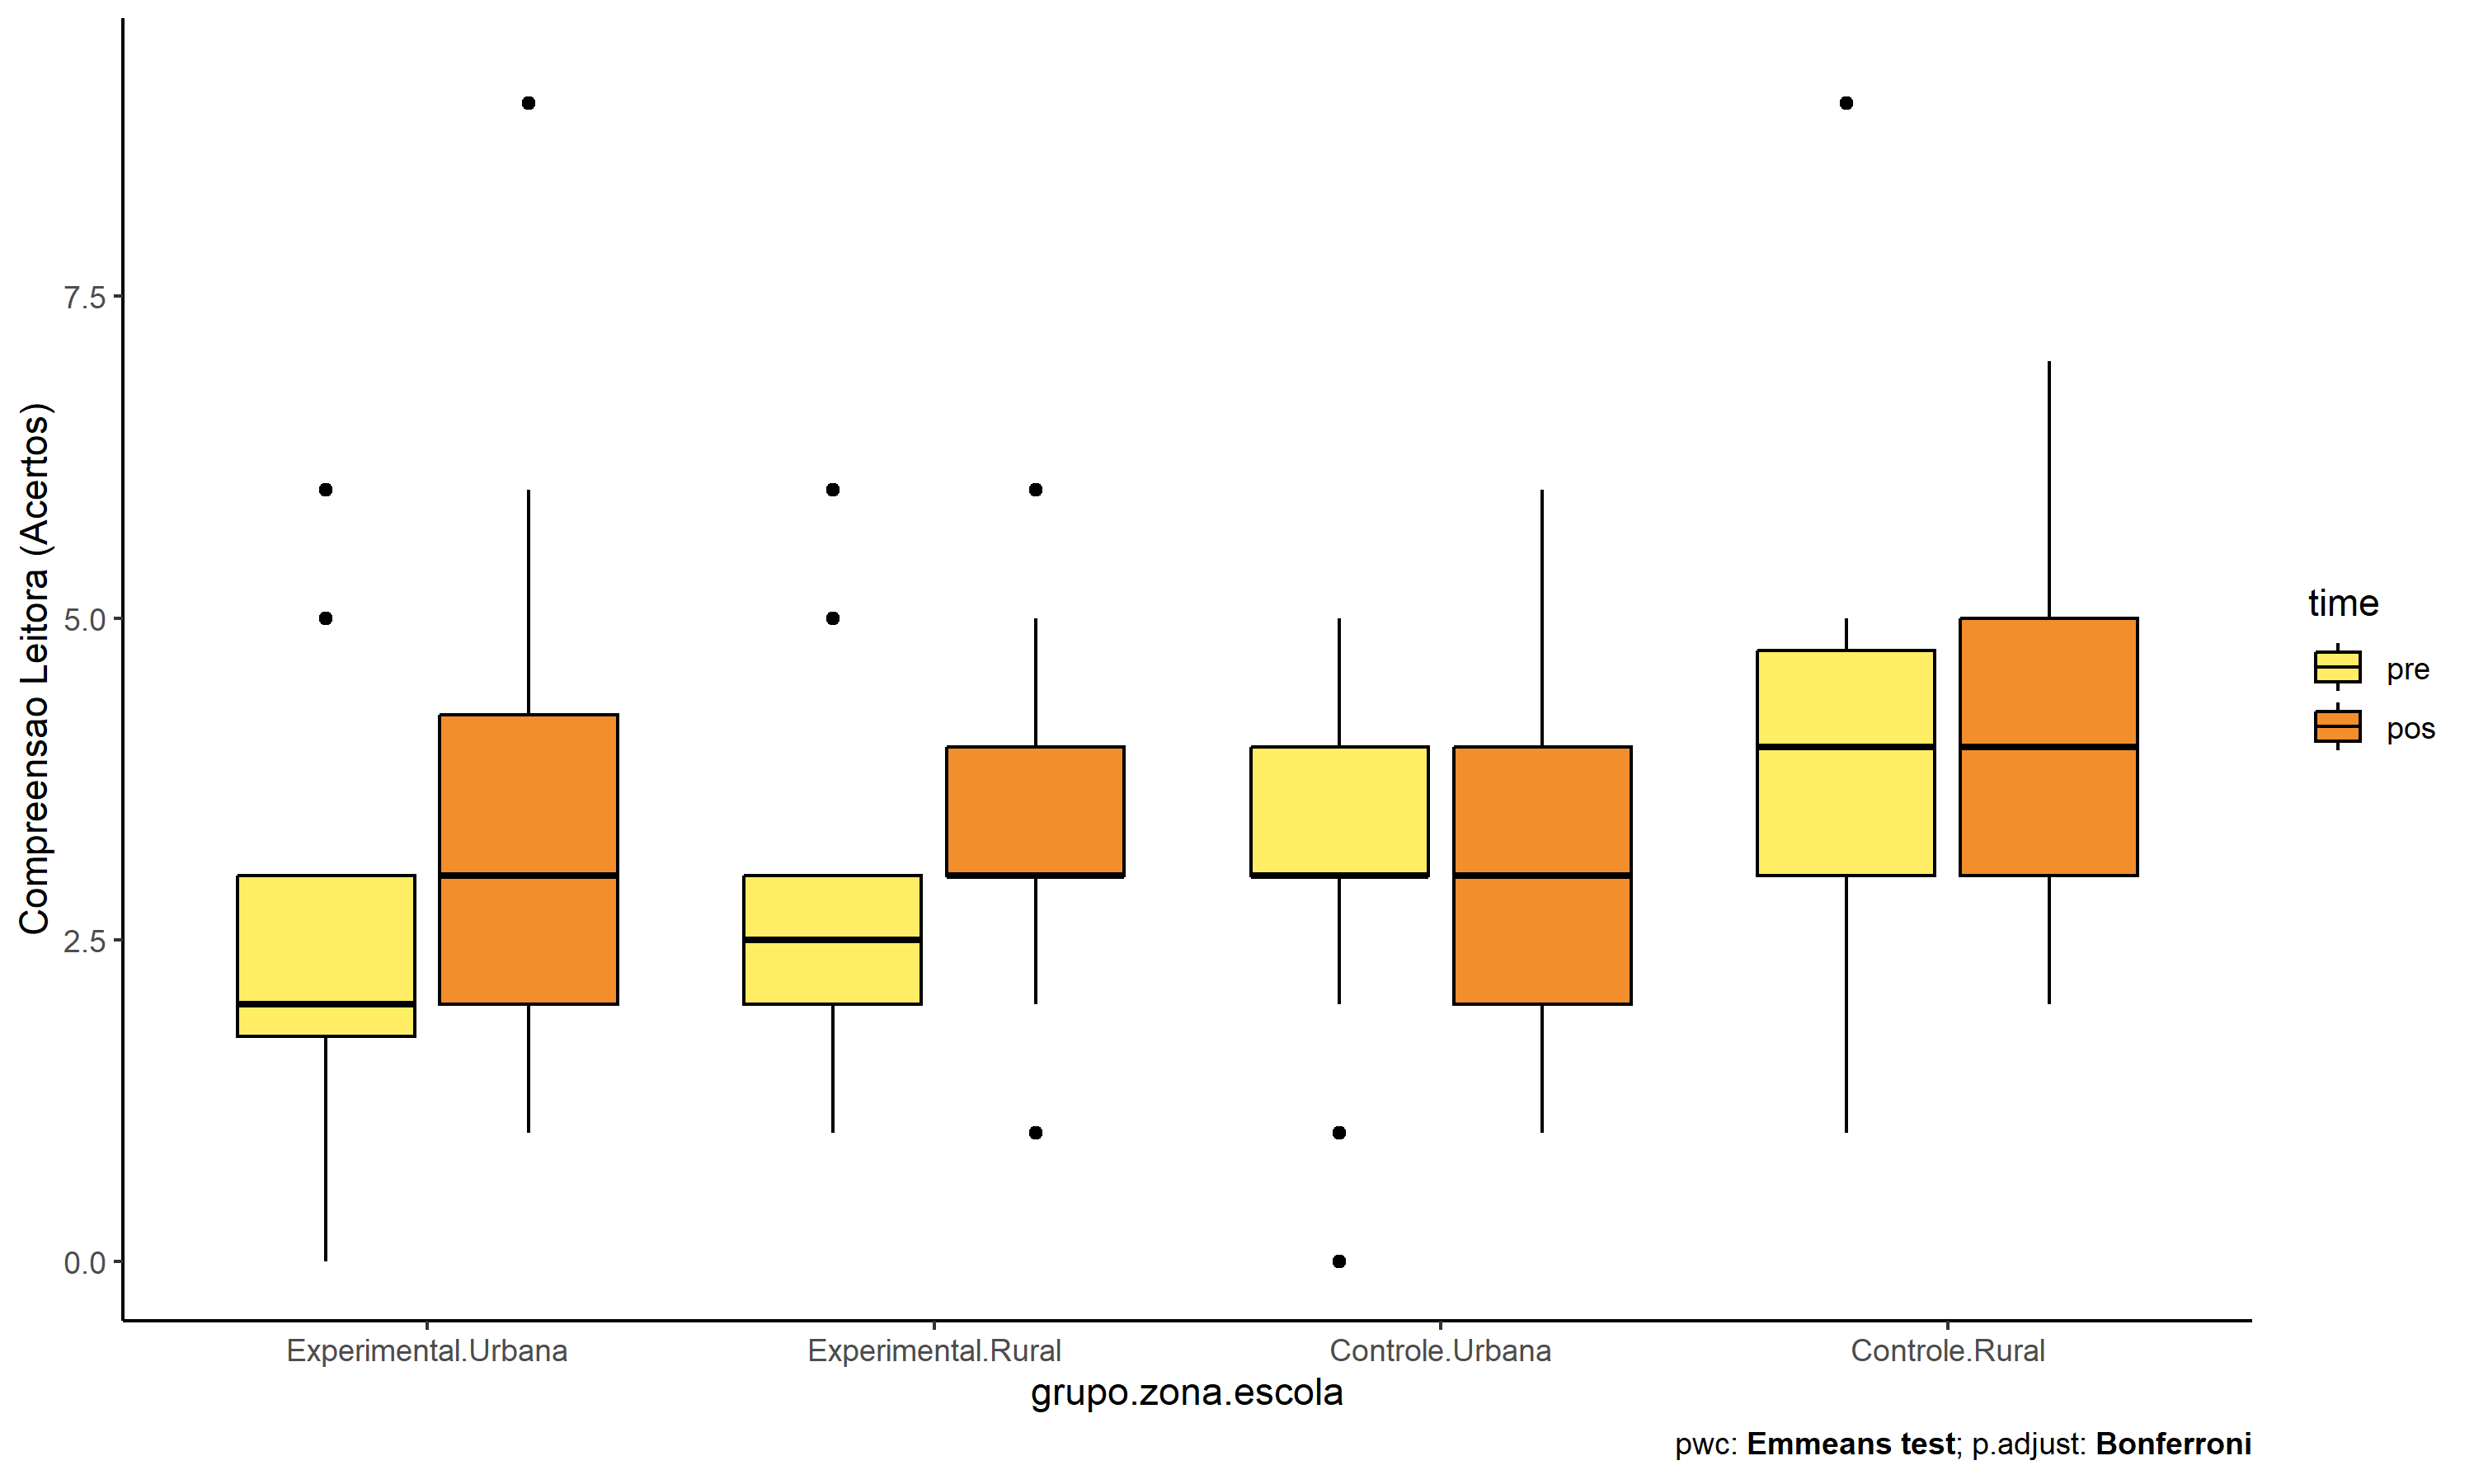 Compreensao Leitora (Acertos)
7.5
5.0
2.5
0.0
Experimental.Urbana
Experimental.Rural
Controle.Urbana
Controle.Rural
grupo.zona.escola
time
pre
pos
pwc: Emmeans test; p.adjust: Bonferroni